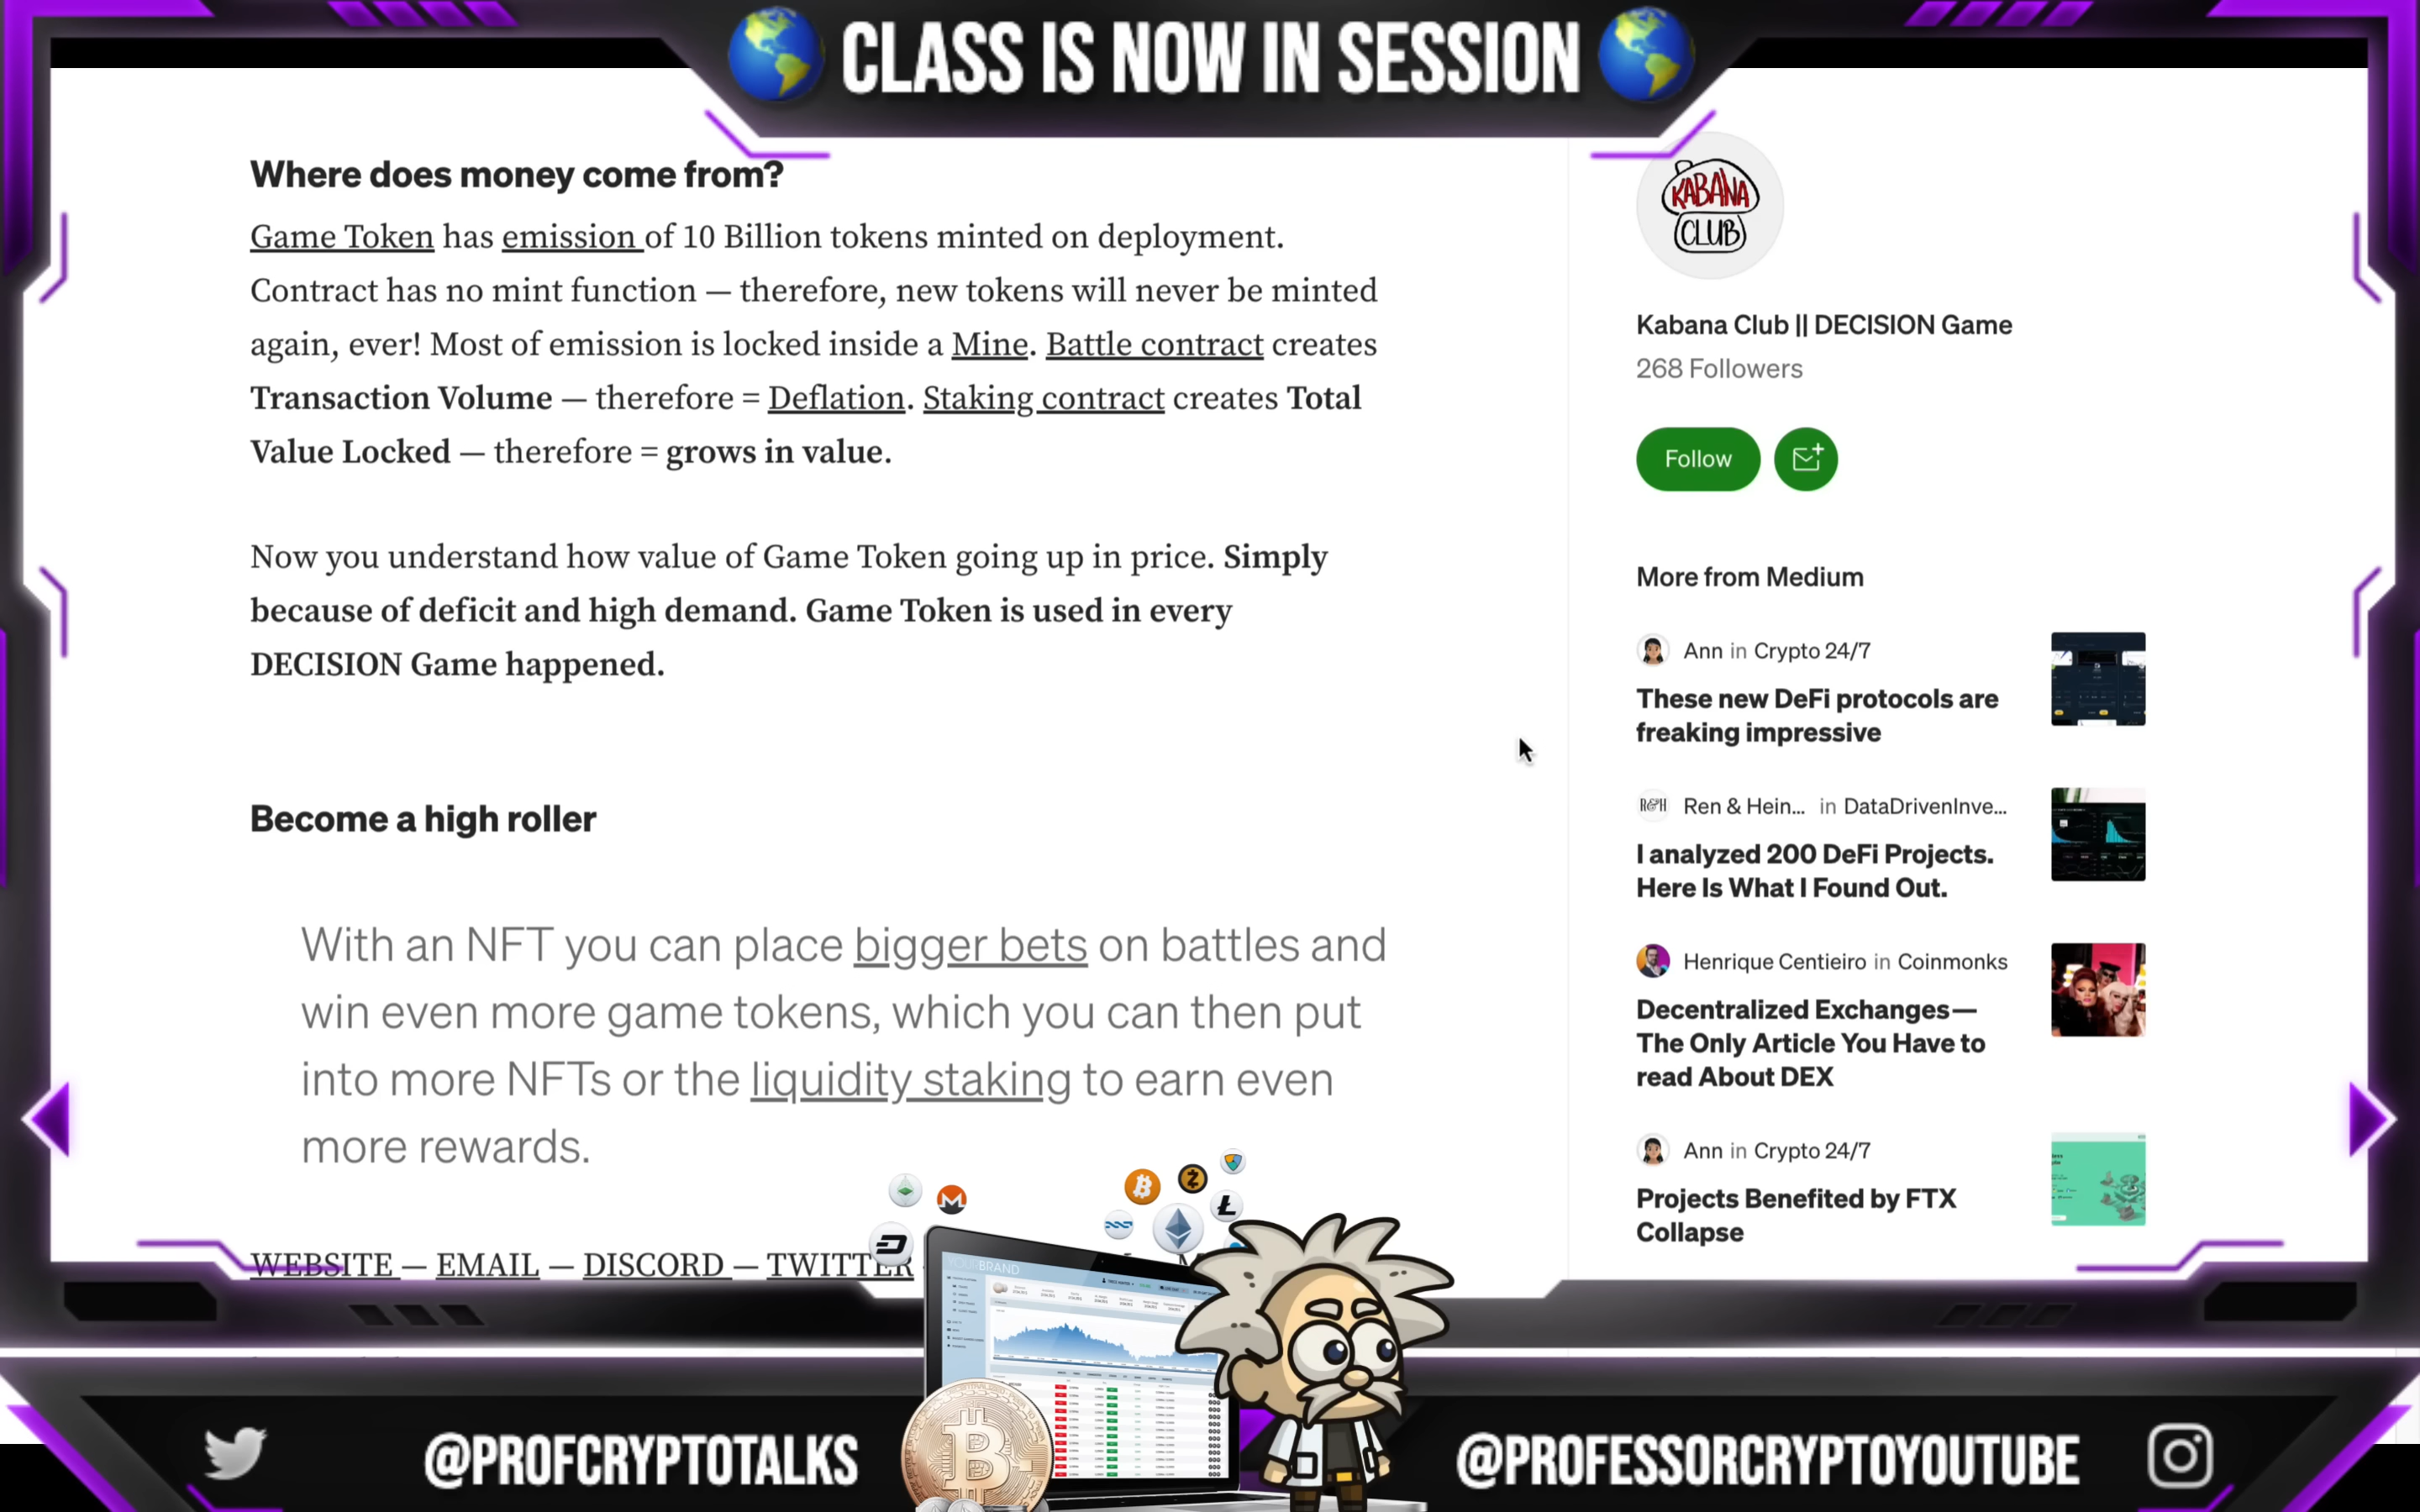 CLASS IS NOW IN SESSION
Where does money come from?
Game Token has emission of 10 Billion tokens minted on deployment.
Contract has no mint function — therefore, new tokens will never be minted
again, ever! Most of emission is locked inside a Mine. Battle contract creates
Transaction Volume — therefore = Deflation. Staking contract creates Total
Value Locked — therefore = grows in value.
Now you understand how value of Game Token going up in price. Simply
because of deficit and high demand. Game Token is used in every
DECISION Game happened.
Become a high roller
With an NFT you can place bigger bets on battles and
win even more game tokens, which you can then put
into more NFTs or the liquidity staking to earn even
more rewards.
WEBSITE — EMAIL — DISCORD — TWITTER
KABANA
CLUB
Kabana Club || DECISION Game
268 Followers
Follow
More from Medium
Ann in Crypto 24/7
These new DeFi protocols are
freaking impressive
R&H
Ren & Hein... in DataDrivenInve...
I analyzed 200 DeFi Projects.
Here Is What I Found Out.
Henrique Centieiro in Coinmonks
Decentralized Exchanges—
The Only Article You Have to
read About DEX
Ann in Crypto 24/7
Projects Benefited by FTX
Collapse
YOURBRAND
@PROFCRYPTOTALKS
@PROFESSORCRYPTOYOUTUBE